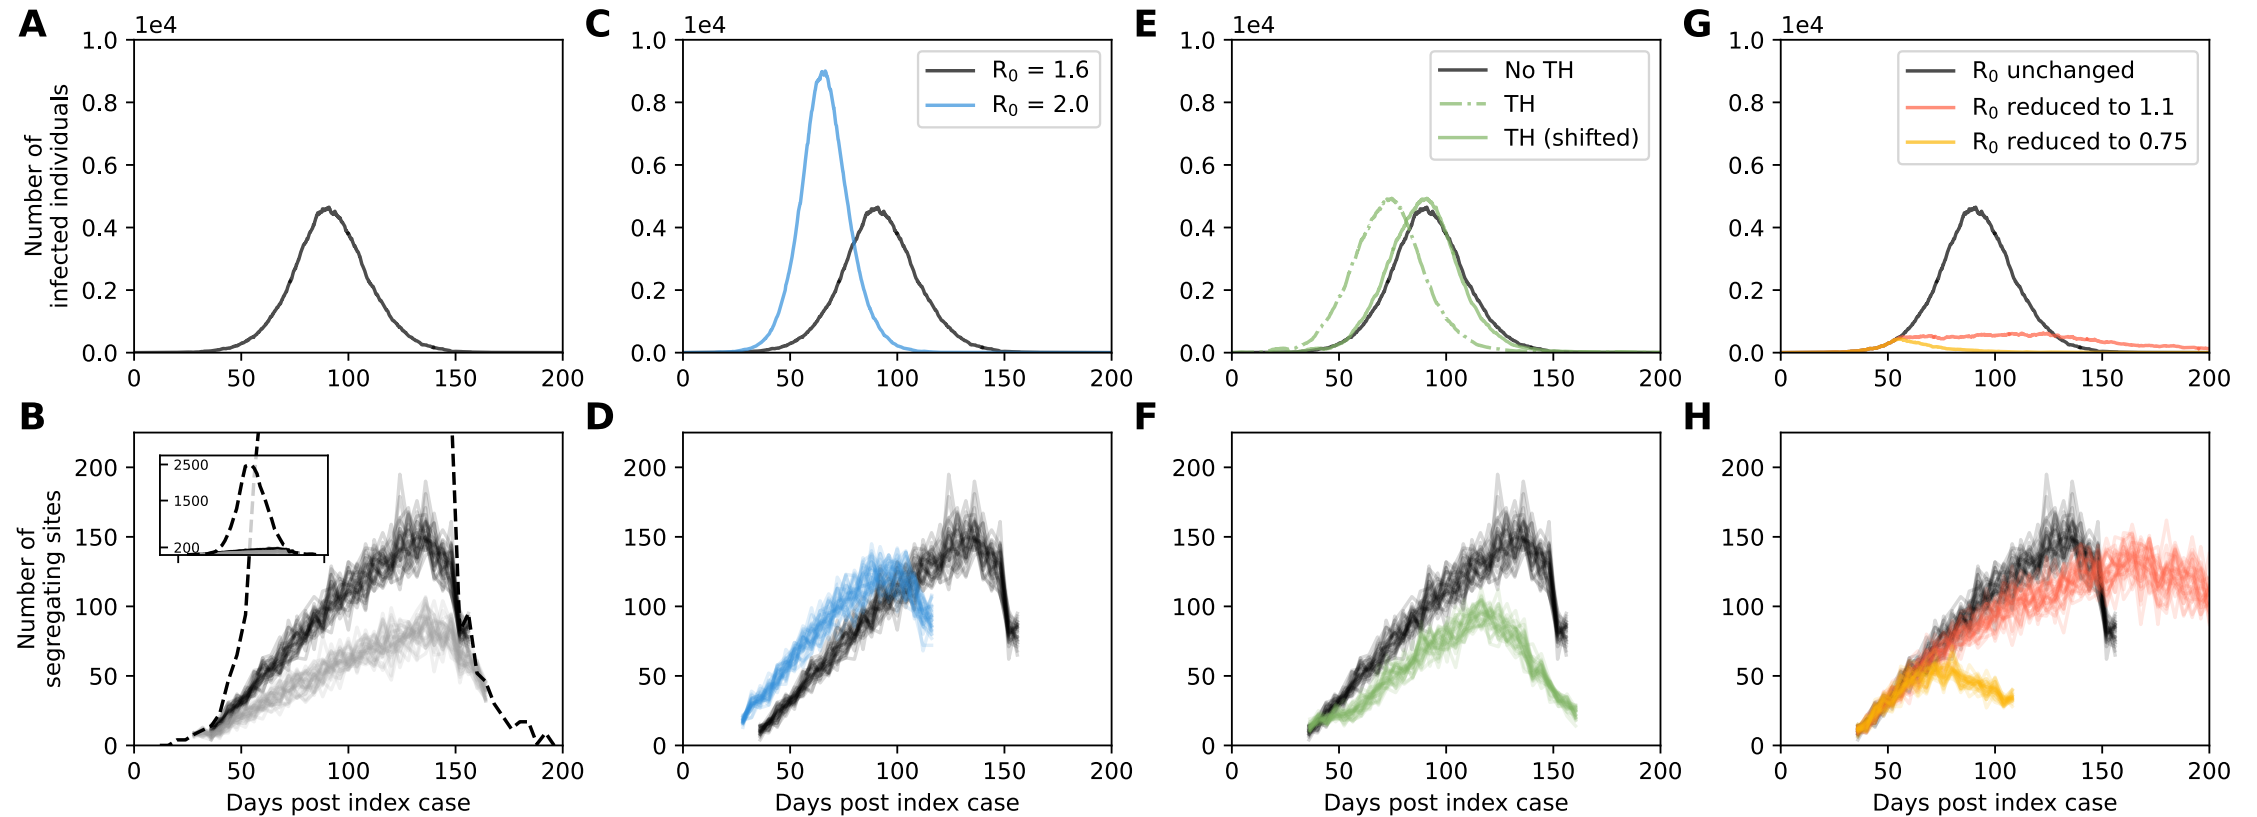 A
1e4
1.0
0.8
0.6
0.4
0.2
0.0
0 50 100 150 200
Number of
infected individuals
C
1e4
1.0
0.8
0.6
0.4
0.2
0.0
0 50 100 150 200
R0 = 1.6
R0 = 2.0
E
1e4
1.0
0.8
0.6
0.4
0.2
0.0
0 50 100 150 200
No TH
TH
TH (shifted)
G
1e4
1.0
0.8
0.6
0.4
0.2
0.0
0 50 100 150 200
R0 unchanged
R0 reduced to 1.1
R0 reduced to 0.75
B
200
150
100
50
0
0 50 100 150 200
2500
1500
200
Number of
segregating sites
Days post index case
D
200
150
100
50
0
0 50 100 150 200
Days post index case
F
200
150
100
50
0
0 50 100 150 200
Days post index case
H
200
150
100
50
0
0 50 100 150 200
Days post index case